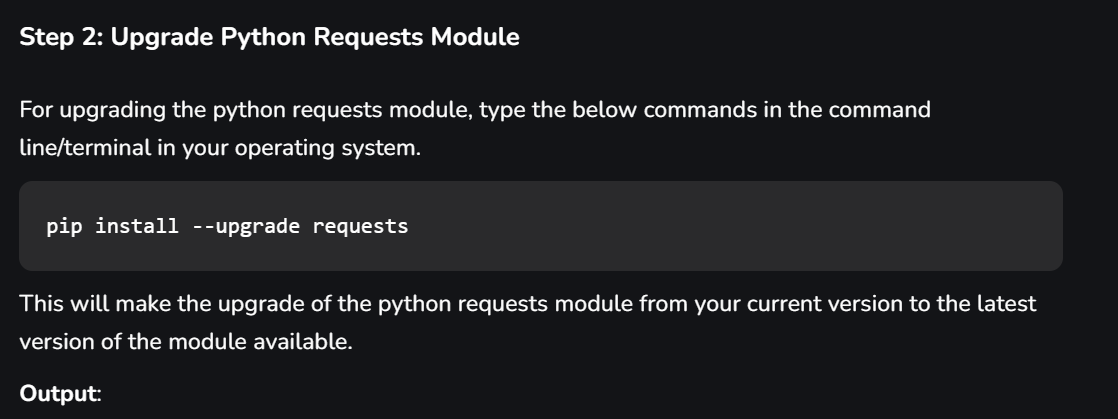 Step 2: Upgrade Python Requests Module
For upgrading the python requests module, type the below commands in the command
line/terminal in your operating system.
pip install --upgrade requests
This will make the upgrade of the python requests module from your current version to the latest
version of the module available.
Output: